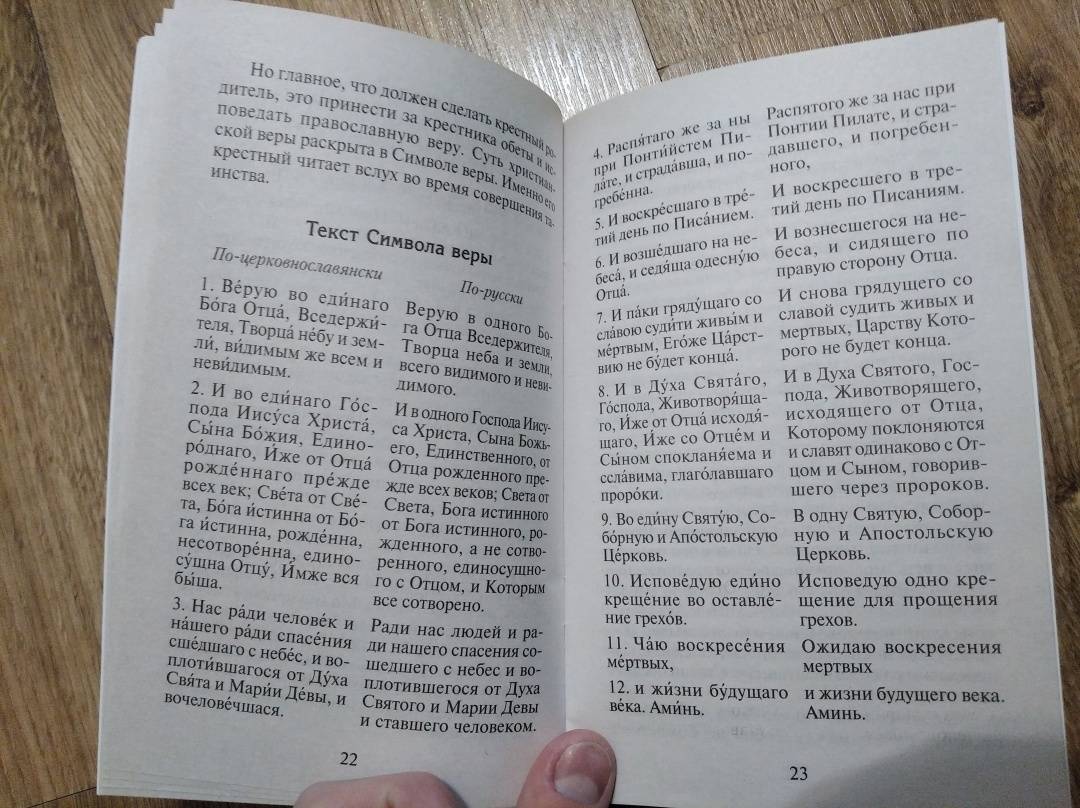 Но главное, что должен сделать крестный ро-
дитель, это принести за крестника обеты и ис-
поведать православную веру. Суть христиан-
ской веры раскрыта в Символе веры. Именно его
крестный читает вслух во время совершения та-
инства.
Текст Символа веры
По-церковнославянски
1. Ве́рую во еди́наго
Бо́га Отца́, Вседержи́-
теля, Творца́ не́бу и зем-
ли́, ви́димым же всем и
неви́димым.
2. И во еди́наго Го́с-
пода Иису́са Христа́,
Сы́на Бо́жия, Едино-
ро́днаго, И́же от Отца́
рожде́ннаго пре́жде
всех век; Све́та от Све́-
та, Бо́га и́стинна от Бо́-
га и́стинна, рожде́нна,
несотворе́нна, едино-
су́щна Отцу́, И́мже вся
бы́ша.
3. Нас ра́ди челове́к и
на́шего ра́ди спасе́ния
сше́дшаго с небе́с, и во-
плоти́вшагося от Ду́ха
Свя́та и Мари́и Де́вы, и
вочелове́чшася.
По-русски
Верую в одного Бо-
га Отца Вседержителя,
Творца неба и земли,
всего видимого и неви-
димого.
И в одного Господа Иису-
са Христа, Сына Божь-
его, Единственного, от
Отца рожденного пре-
жде всех веков; Света от
Света, Бога истинного
от Бога истинного, ро-
жденного, а не сотво-
ренного, единосущно-
го с Отцом, и Которым
все сотворено.
Ради нас людей и ра-
ди нашего спасения со-
шедшего с небес и во-
плотившегося от Духа
Святого и Марии Девы
и ставшего человеком.
22
4. Распя́таго же за ны
при Понти́йстем Пи-
ла́те, и страда́вша, и по-
гребе́нна.
5. И воскре́сшаго в тре́-
тий день по Писа́нием.
6. И возше́дшаго на не-
беса́, и седя́ща одесну́ю
Отца́.
7. И па́ки гряду́щаго со
сла́вою суди́ти живы́м и
ме́ртвым, Его́же Ца́рст-
вию не бу́дет конца́.
8. И в Ду́ха Свята́го,
Го́спода, Животворя́ща-
го, И́же от Отца́ исходя́-
щаго, И́же со Отце́м и
Сы́ном спокланя́ема и
ссла́вима, глаго́лавшаго
проро́ки.
9. Во еди́ну Святу́ю, Со-
бо́рную и Апо́стольскую
Це́рковь.
10. Испове́дую еди́но
креще́ние во оставле́-
ние грехо́в.
11. Ча́ю воскресе́ния
ме́ртвых,
12. и жи́зни бу́дущаго
ве́ка. Ами́нь.
Распятого же за нас при
Понтии Пилате, и страда-
давшего, и погребен-
ного,
И воскресшего в тре-
тий день по Писаниям.
И вознесшегося на не-
беса, и сидящего по
правую сторону Отца.
И снова грядущего со
славой судить живых и
мертвых, Царству Кото-
рого не будет конца.
И в Духа Святого, Гос-
пода, Животворящего,
исходящего от Отца,
Которому поклоняются
и славят одинаково с От-
цом и Сыном, говорив-
шего через пророков.
В одну Святую, Собор-
ную и Апостольскую
Церковь.
Исповедую одно кре-
щение для прощения
грехов.
Ожидаю воскресения
мертвых
и жизни будущего века.
Аминь.
23